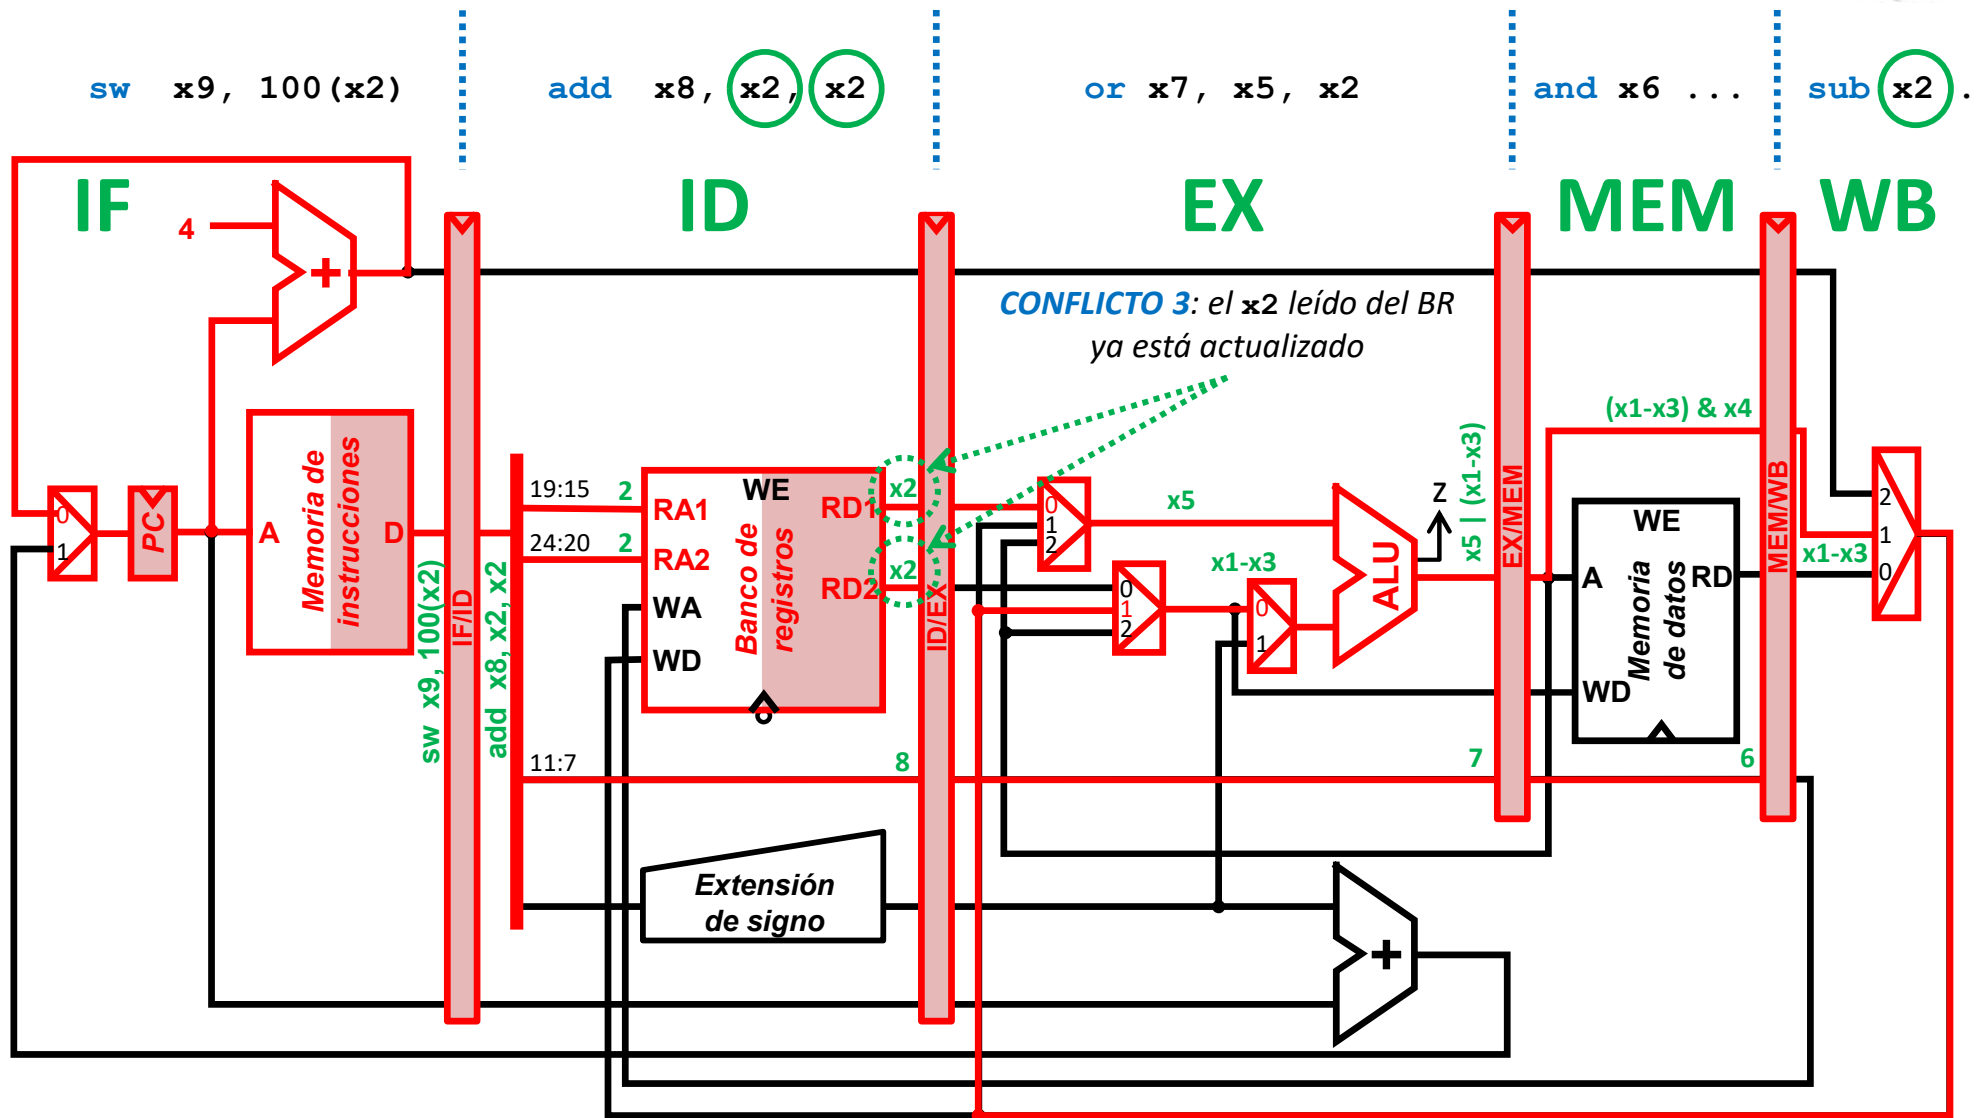 sw x9, 100(x2)
add x8, x2, x2
or x7, x5, x2
and x6 ...
sub x2 .
IF
ID
EX
MEM
WB
4
+
CONFLICTO 3: el x2 leído del BR
ya está actualizado
(x1-x3) & x4
x5 | (x1-x3)
Z
0
1
PC
A
Memoria de
instrucciones
D
sw x9, 100(x2)
IF/ID
add x8, x2, x2
19:15
2
24:20
2
11:7
RA1
RA2
WA
WD
WE
Banco de
registros
RD1
RD2
x2
x2
8
ID/EX
0
1
2
x5
0
1
2
x1-x3
0
1
ALU
7
EX/MEM
A
WD
WE
Memoria
de datos
RD
6
MEM/WB
x1-x3
2
1
0
Extensión
de signo
+